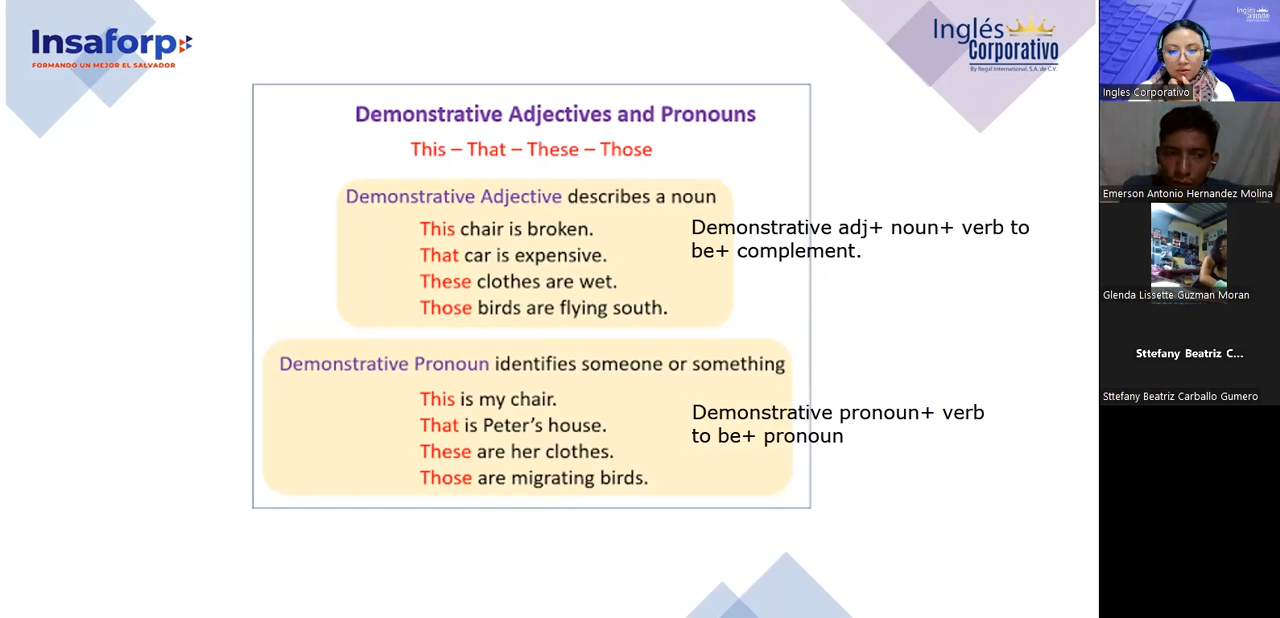 Insaforp
FORMANDO UN MEJOR EL SALVADOR
Inglés
Corporativo
By Regal International, S.A. de C.V.
Demonstrative Adjectives and Pronouns
This – That – These – Those
Demonstrative Adjective describes a noun
This chair is broken.
That car is expensive.
These clothes are wet.
Those birds are flying south.
Demonstrative adj+ noun+ verb to
be+ complement.
Demonstrative Pronoun identifies someone or something
This is my chair.
That is Peter's house.
These are her clothes.
Those are migrating birds.
Demonstrative pronoun+ verb
to be+ pronoun
Inglés
Ingles Corporativo
Emerson Antonio Hernandez Molina
Glenda Lissette Guzman Moran
Sttefany Beatriz C...
Sttefany Beatriz Carballo Gumero